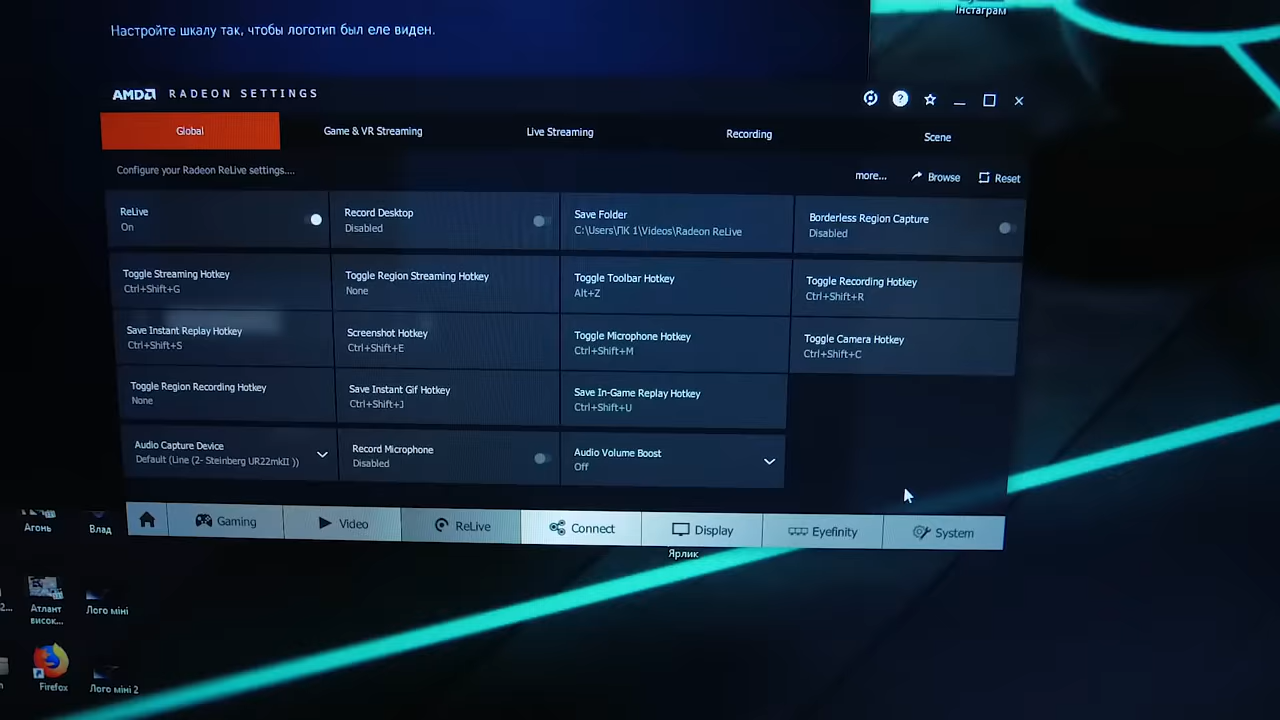 Інстаграм
Настройте шкалу так, чтобы логотип был еле виден.
AMD RADEON SETTINGS
Global
Game & VR Streaming
Live Streaming
Recording
Scene
Configure your Radeon ReLive settings....
more...
Browse
Reset
ReLive
On
Record Desktop
Disabled
Save Folder
C:\Users\ПК 1\Videos\Radeon ReLive
Borderless Region Capture
Disabled
Toggle Streaming Hotkey
Ctrl+Shift+G
Toggle Region Streaming Hotkey
None
Toggle Toolbar Hotkey
Alt+Z
Toggle Recording Hotkey
Ctrl+Shift+R
Save Instant Replay Hotkey
Ctrl+Shift+S
Screenshot Hotkey
Ctrl+Shift+E
Toggle Microphone Hotkey
Ctrl+Shift+M
Toggle Camera Hotkey
Ctrl+Shift+C
Toggle Region Recording Hotkey
None
Save Instant Gif Hotkey
Ctrl+Shift+J
Save In-Game Replay Hotkey
Ctrl+Shift+U
Audio Capture Device
Default (Line (2- Steinberg UR22mkII ))
Record Microphone
Disabled
Audio Volume Boost
Off
Gaming
Video
ReLive
Connect
Display
Eyefinity
System
Ярлик
Агонь
Влад
Атлант
висок...
Лого міні
Firefox
Лого міні 2